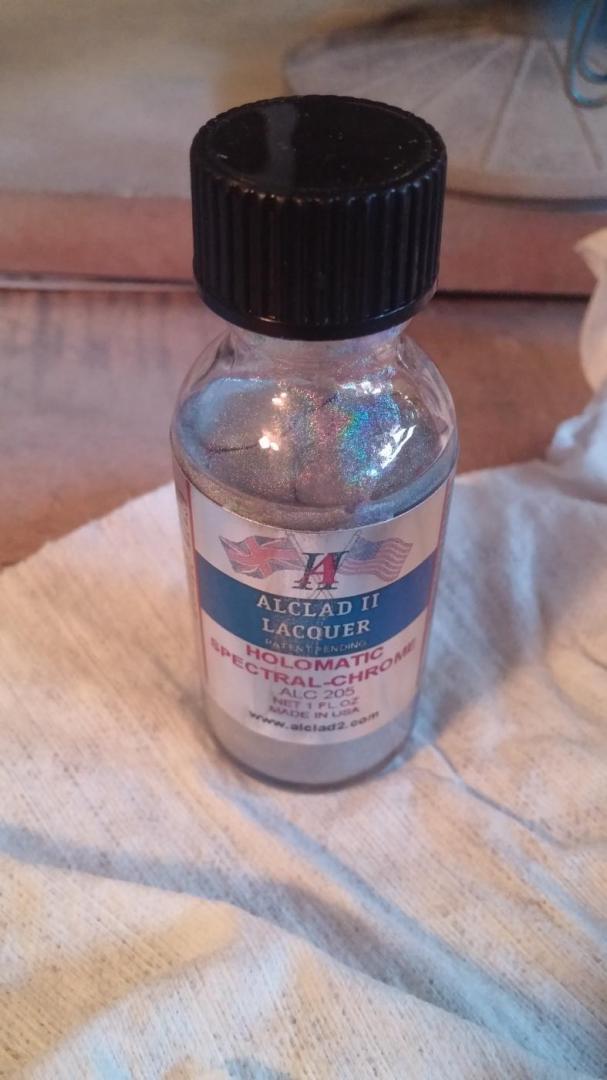 ALCLAD II
LACQUER
PATENT PENDING
HOLOMATIC
SPECTRAL-CHROME
ALC 205
NET 1 FL.OZ
MADE IN USA
www.alclad2.com